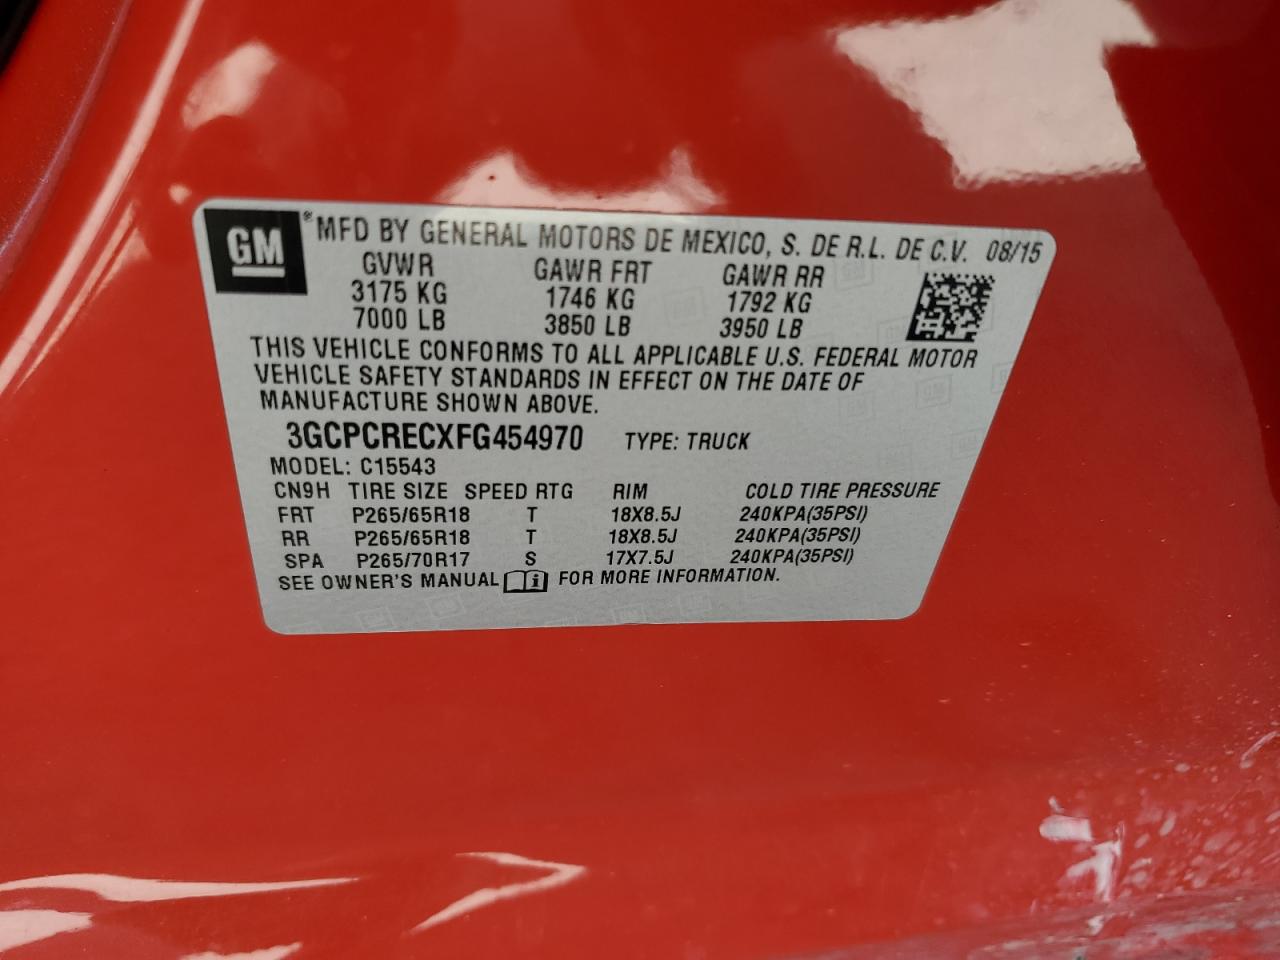 GM ® MFD BY GENERAL MOTORS DE MEXICO, S. DE R.L. DE C.V. 08/15
GVWR GAWR FRT GAWR RR
3175 KG 1746 KG 1792 KG
7000 LB 3850 LB 3950 LB
THIS VEHICLE CONFORMS TO ALL APPLICABLE U.S. FEDERAL MOTOR
VEHICLE SAFETY STANDARDS IN EFFECT ON THE DATE OF
MANUFACTURE SHOWN ABOVE.
3GCPCRECXFG454970 TYPE: TRUCK
MODEL: C15543
CN9H TIRE SIZE SPEED RTG RIM COLD TIRE PRESSURE
FRT P265/65R18 T 18X8.5J 240KPA(35PSI)
RR P265/65R18 T 18X8.5J 240KPA(35PSI)
SPA P265/70R17 S 17X7.5J 240KPA(35PSI)
SEE OWNER'S MANUAL FOR MORE INFORMATION.